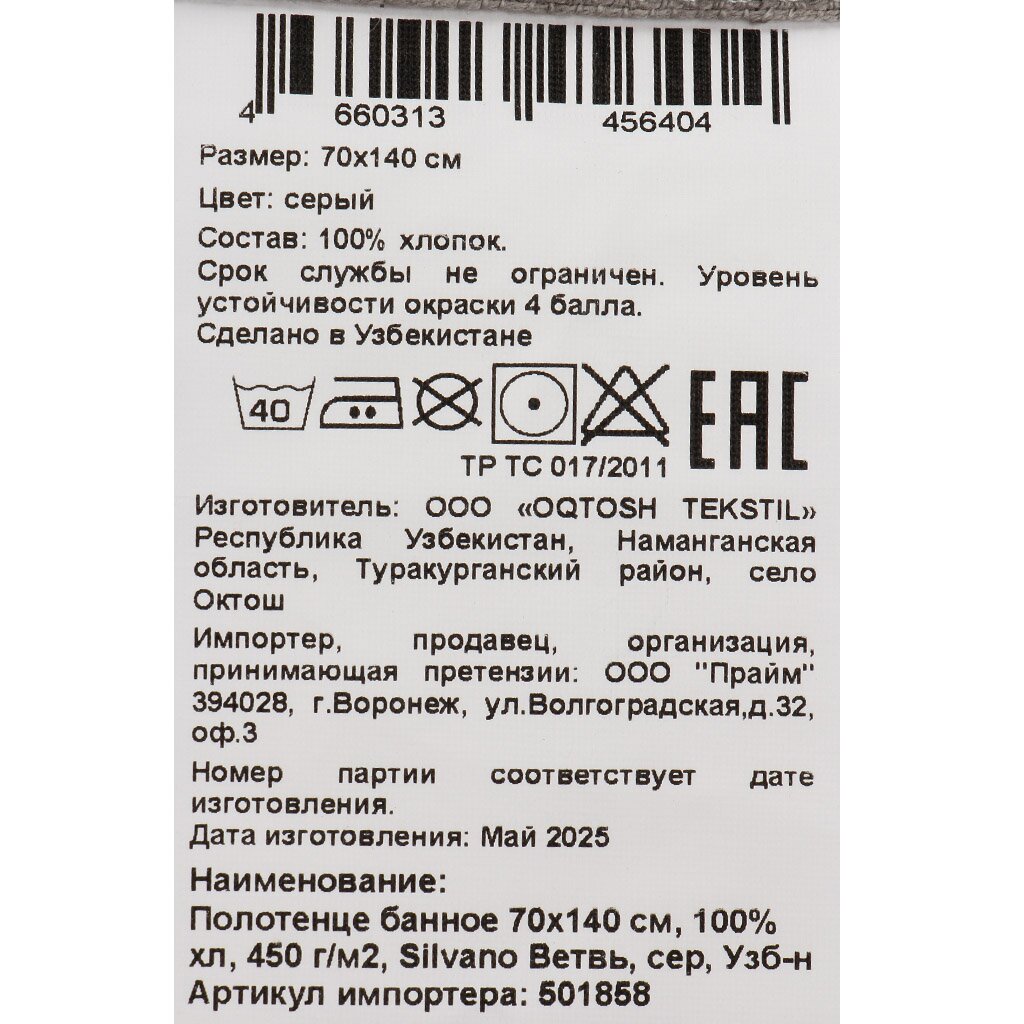 4 660313 456404
Размер: 70х140 см
Цвет: серый
Состав: 100% хлопок.
Срок службы не ограничен. Уровень
устойчивости окраски 4 балла.
Сделано в Узбекистане
40 EAC
ТР ТС 017/2011
Изготовитель: ООО «OQTOSH TEKSTIL»
Республика Узбекистан, Наманганская
область, Туракурганский район, село
Октош
Импортер, продавец, организация,
принимающая претензии: ООО "Прайм"
394028, г.Воронеж, ул.Волгоградская,д.32,
оф.3
Номер партии соответствует дате
изготовления.
Дата изготовления: Май 2025
Наименование:
Полотенце банное 70х140 см, 100%
хл, 450 г/м2, Silvano Ветвь, сер, Узб-н
Артикул импортера: 501858